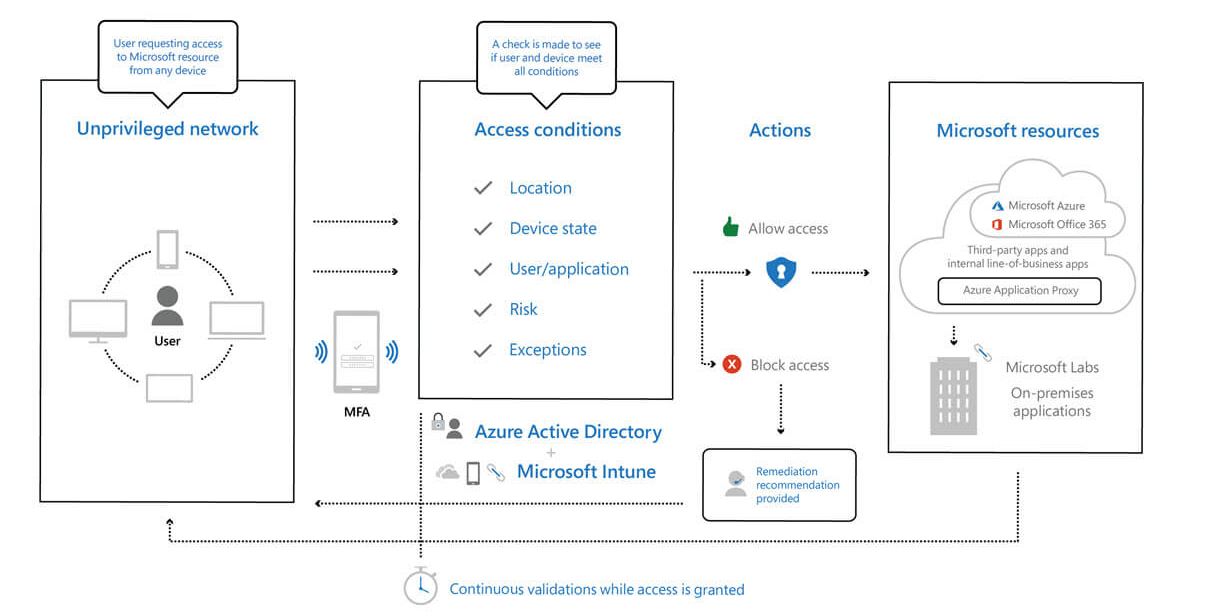 User requesting access
to Microsoft resource
from any device
Unprivileged network
User
MFA
A check is made to see
if user and device meet
all conditions
Access conditions
Location
Device state
User/application
Risk
Exceptions
Azure Active Directory
+
Microsoft Intune
Actions
Allow access
Block access
Remediation
recommendation
provided
Microsoft resources
Microsoft Azure
Microsoft Office 365
Third-party apps and
internal line-of-business apps
Azure Application Proxy
Microsoft Labs
On-premises
applications
Continuous validations while access is granted